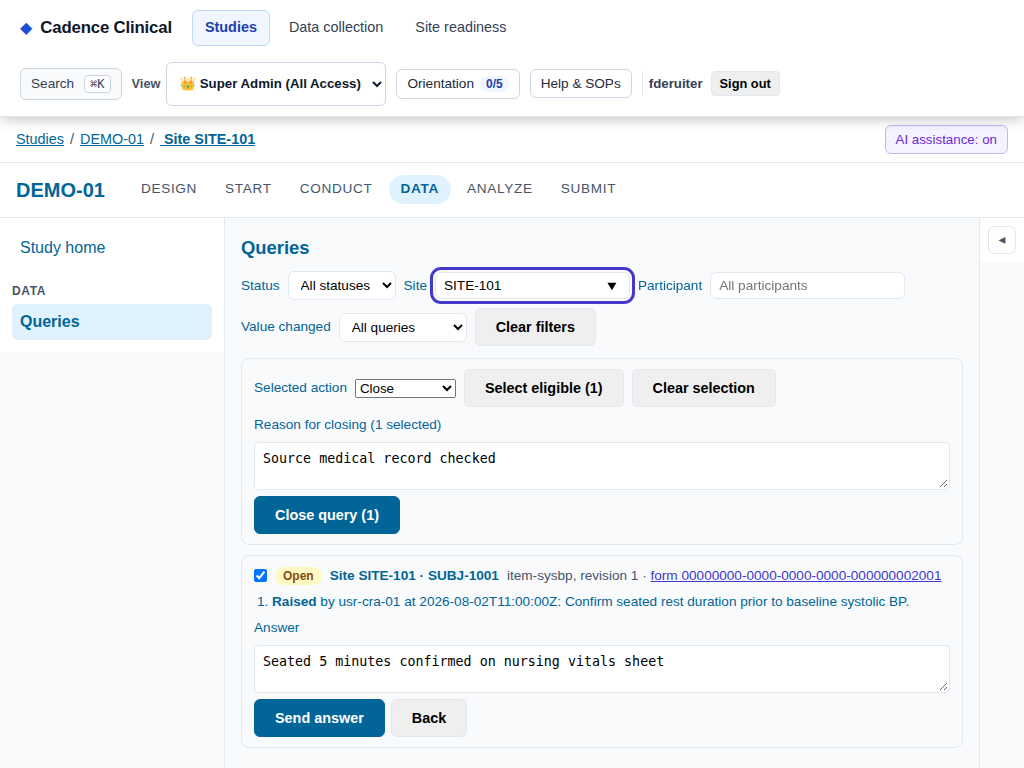 ◆ Cadence Clinical Studies Data collection Site readiness
Search ⌘K View 👑 Super Admin (All Access) Orientation 0/5 Help & SOPs fderuiter Sign out
Studies / DEMO-01 / Site SITE-101 AI assistance: on
DEMO-01 DESIGN START CONDUCT DATA ANALYZE SUBMIT
Study home
DATA
Queries
Queries
Status All statuses Site SITE-101 Participant All participants
Value changed All queries Clear filters
Selected action Close Select eligible (1) Clear selection
Reason for closing (1 selected)
Source medical record checked
Close query (1)
Open Site SITE-101 · SUBJ-1001 item-sysbp, revision 1 · form 00000000-0000-0000-0000-000000002001
1. Raised by usr-cra-01 at 2026-08-02T11:00:00Z: Confirm seated rest duration prior to baseline systolic BP.
Answer
Seated 5 minutes confirmed on nursing vitals sheet
Send answer Back